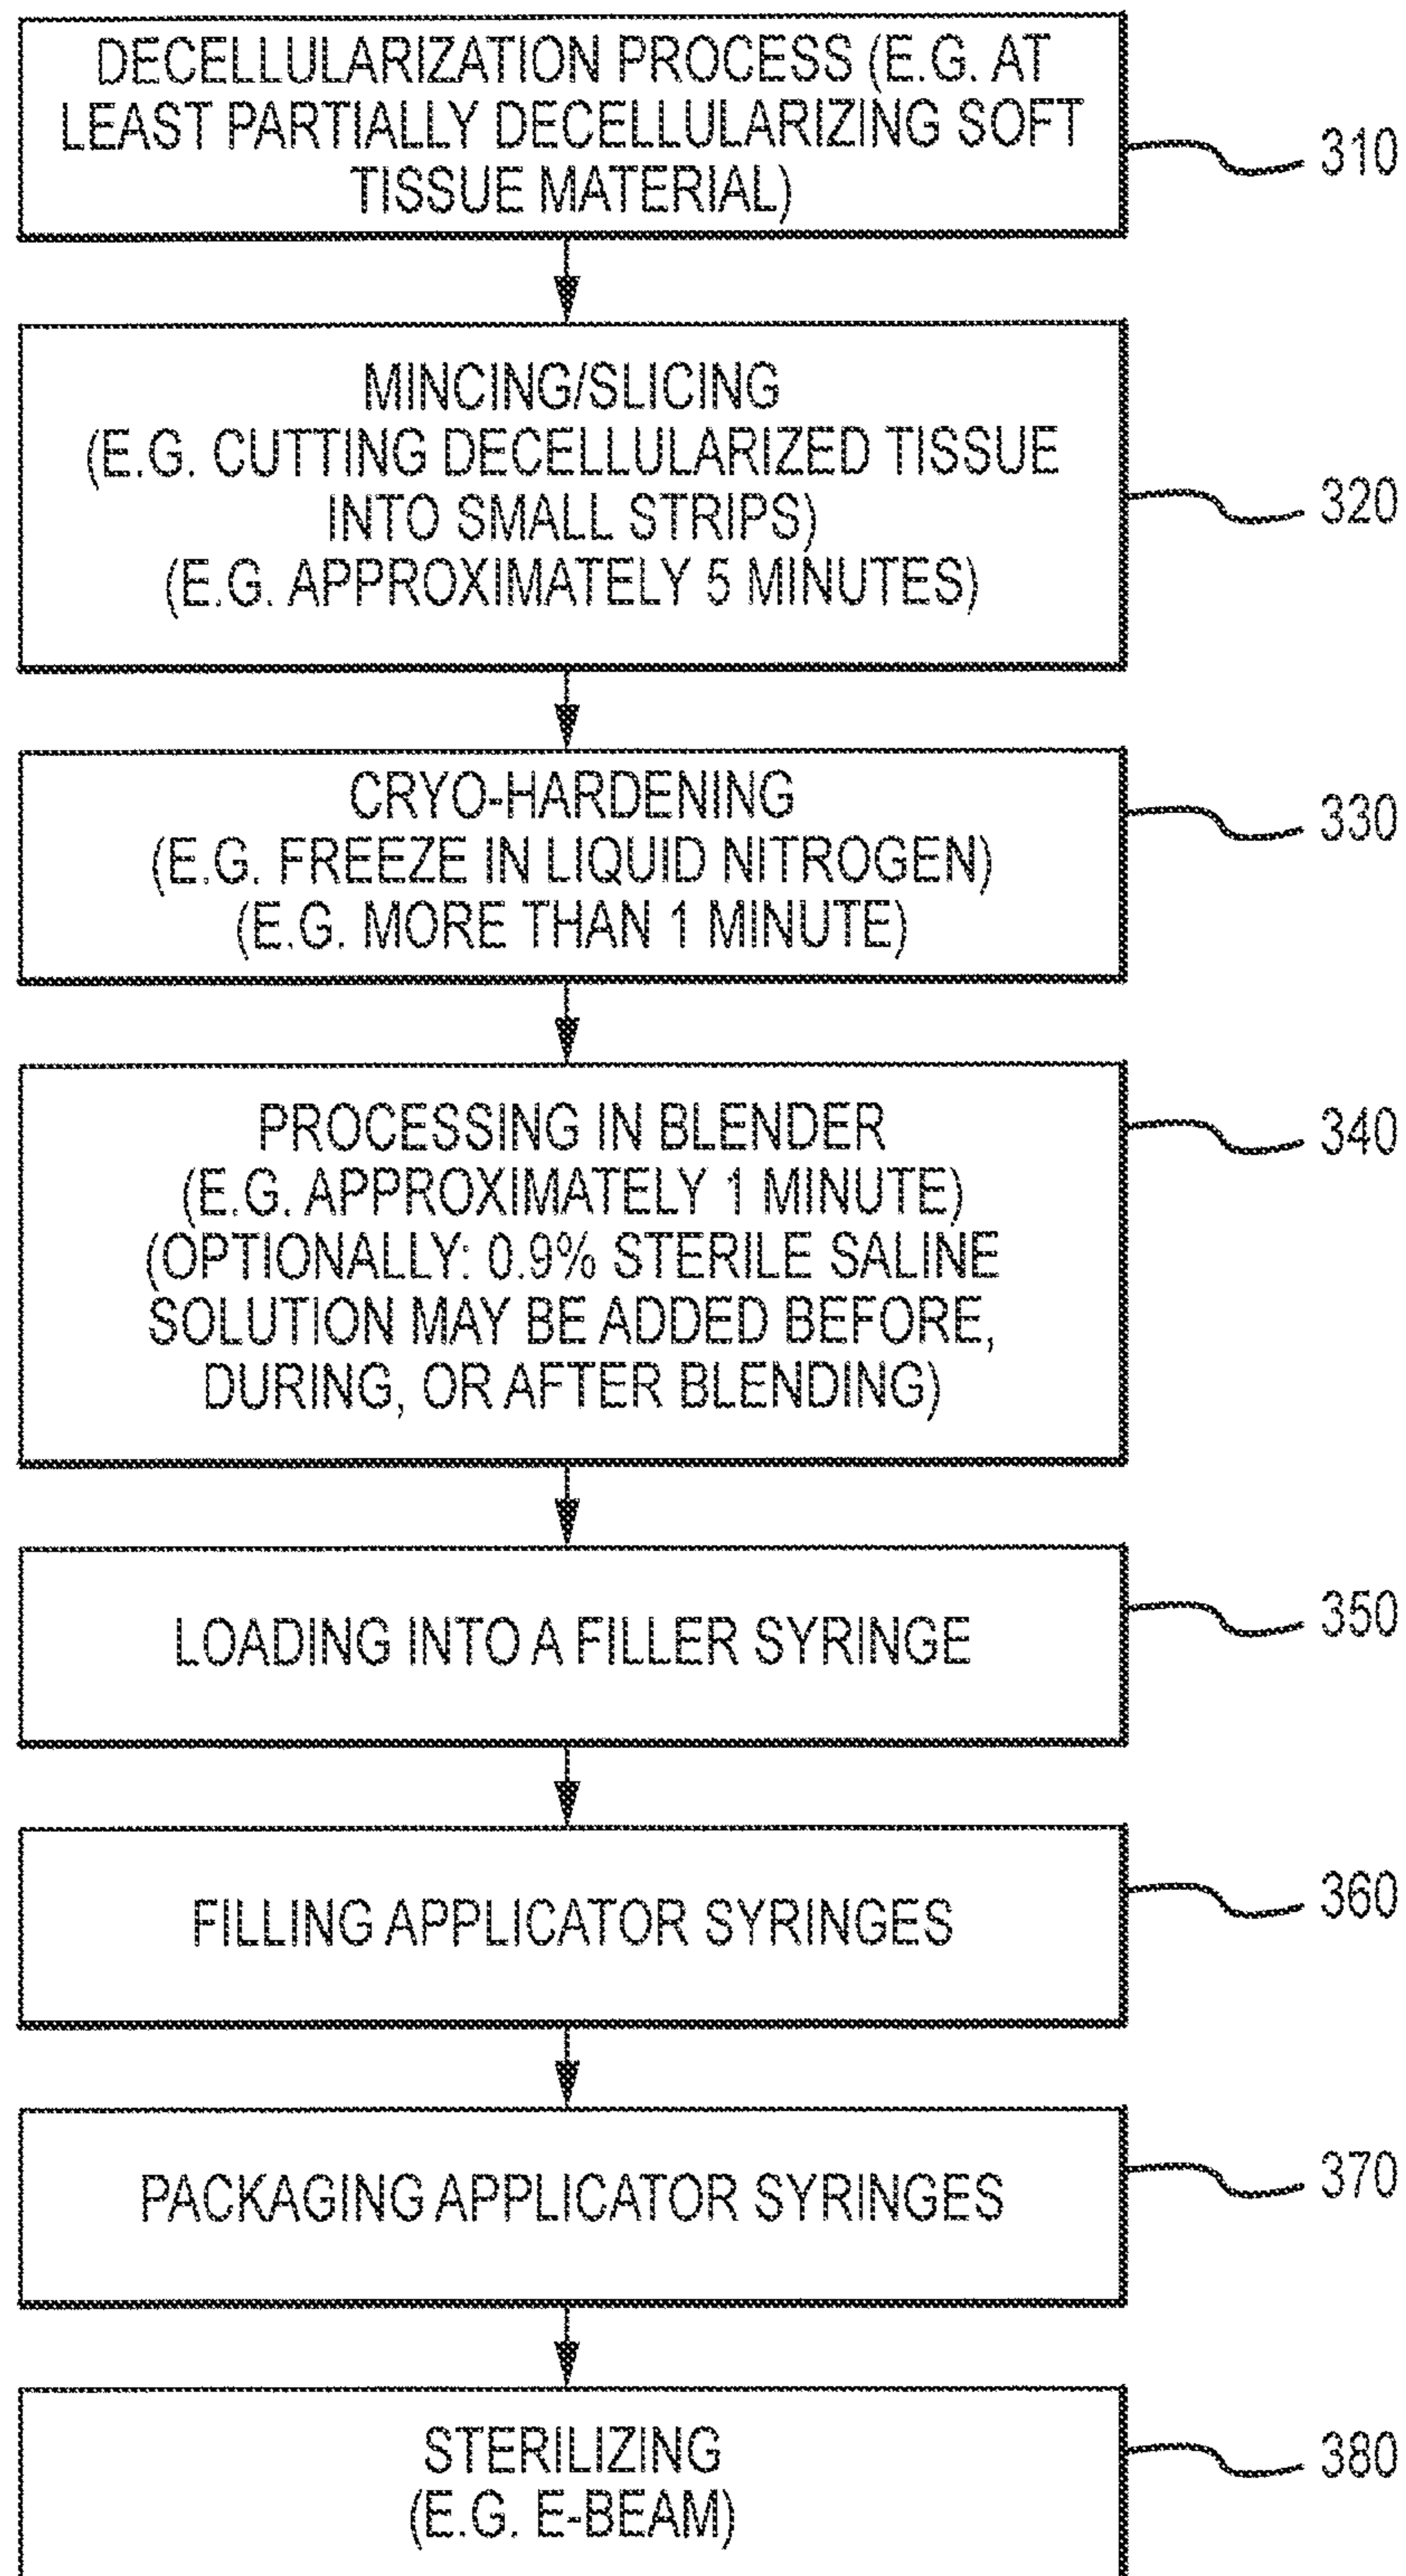 DECELLULARIZATION PROCESS (E.G. AT
LEAST PARTIALLY DECELLULARIZING SOFT
TISSUE MATERIAL)
310
MINCING/SLICING
(E.G. CUTTING DECELLULARIZED TISSUE
INTO SMALL STRIPS)
(E.G. APPROXIMATELY 5 MINUTES)
320
CRYO-HARDENING
(E.G. FREEZE IN LIQUID NITROGEN)
(E.G. MORE THAN 1 MINUTE)
330
PROCESSING IN BLENDER
(E.G. APPROXIMATELY 1 MINUTE)
(OPTIONALLY: 0.9% STERILE SALINE
SOLUTION MAY BE ADDED BEFORE,
DURING, OR AFTER BLENDING)
340
LOADING INTO A FILLER SYRINGE
350
FILLING APPLICATOR SYRINGES
360
PACKAGING APPLICATOR SYRINGES
370
STERILIZING
(E.G. E-BEAM)
380